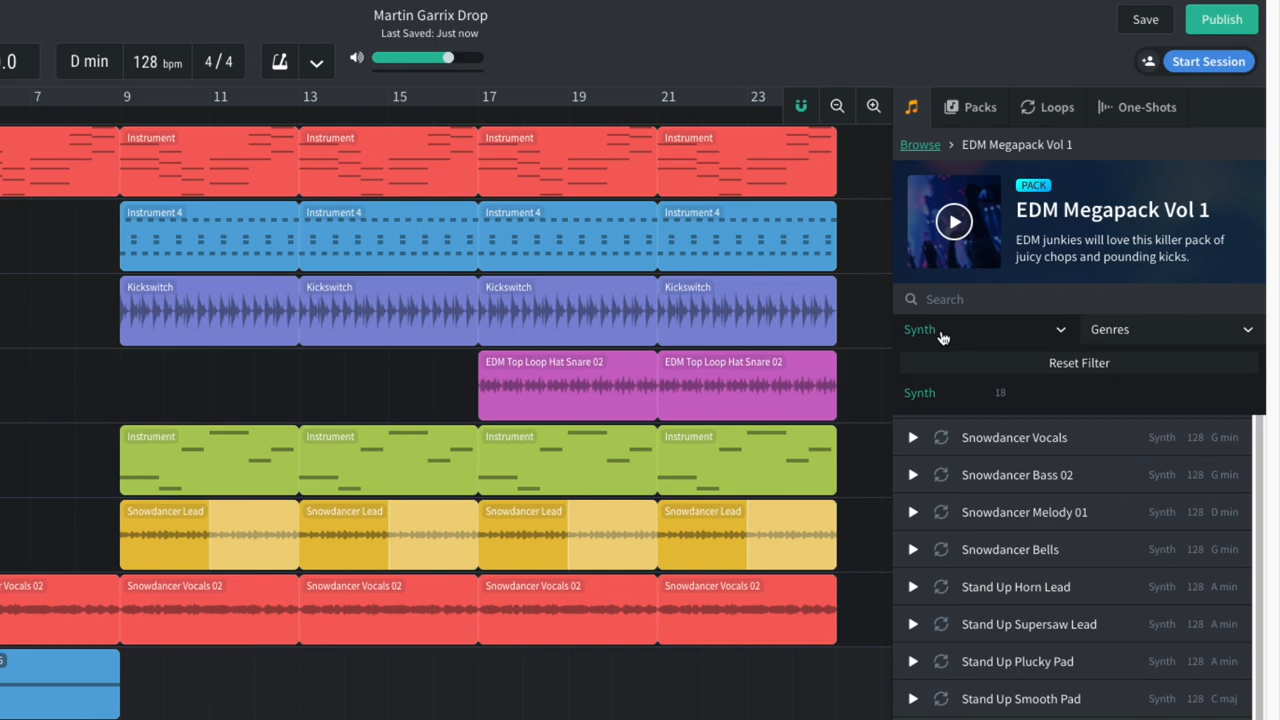 Martin Garrix Drop
Last Saved: Just now
Save
Publish
.0
D min
128 bpm
4 / 4
Start Session
7 9 11 13 15 17 19 21 23
Packs
Loops
One-Shots
Browse > EDM Megapack Vol 1
PACK
EDM Megapack Vol 1
EDM junkies will love this killer pack of
juicy chops and pounding kicks.
Search
Synth
Genres
Reset Filter
Synth 18
Snowdancer Vocals Synth 128 G min
Snowdancer Bass 02 Synth 128 G min
Snowdancer Melody 01 Synth 128 D min
Snowdancer Bells Synth 128 G min
Stand Up Horn Lead Synth 128 A min
Stand Up Supersaw Lead Synth 128 A min
Stand Up Plucky Pad Synth 128 A min
Stand Up Smooth Pad Synth 128 C maj
Instrument Instrument Instrument Instrument
Instrument 4 Instrument 4 Instrument 4 Instrument 4
Kickswitch Kickswitch Kickswitch Kickswitch
EDM Top Loop Hat Snare 02 EDM Top Loop Hat Snare 02
Instrument Instrument Instrument Instrument
Snowdancer Lead Snowdancer Lead Snowdancer Lead Snowdancer Lead
Vocals 02 Snowdancer Vocals 02 Snowdancer Vocals 02 Snowdancer Vocals 02 Snowdancer Vocals 02